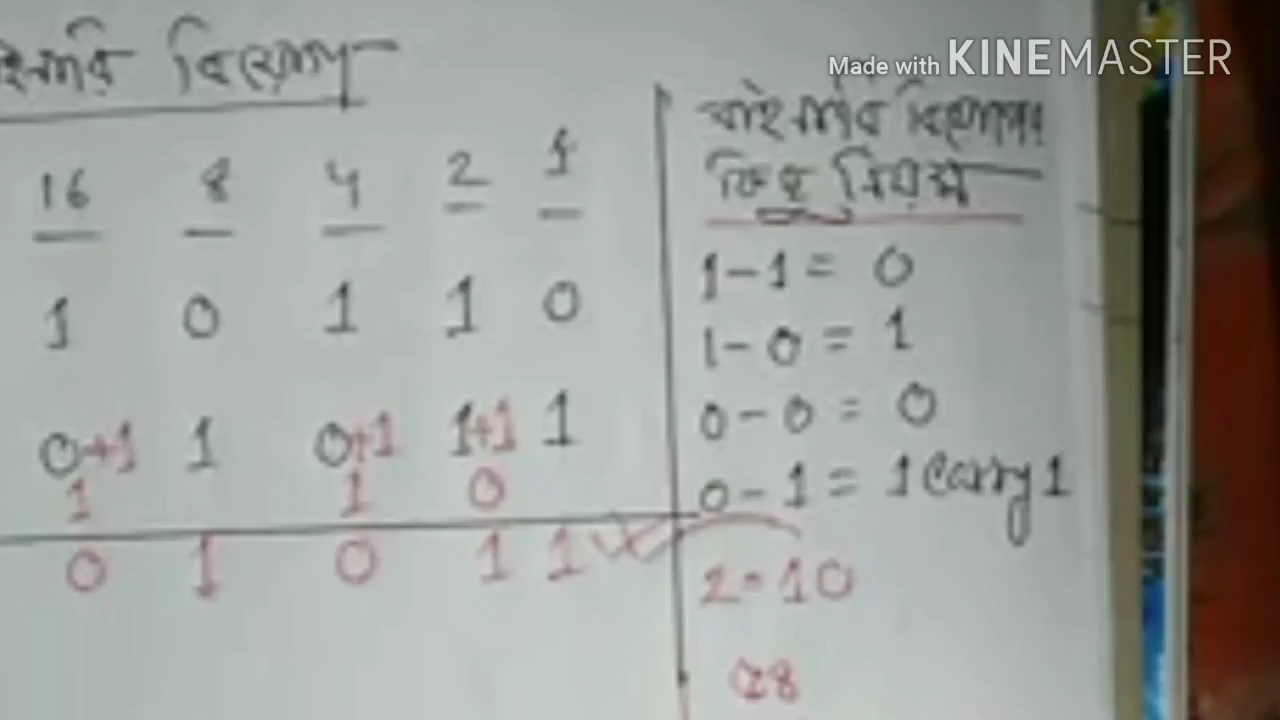 Made with KINEMASTER
বাইনারি বিয়োগ
16 8 4 2 1
1 0 1 1 0
0+1 1 0+1 1+1 1
1 1 0
0 1 0 1 1
বাইনারি বিয়োগের
কিছু নিয়ম
1-1= 0
1-0 = 1
0-0 = 0
0-1 = 1 Carry 1
2=10